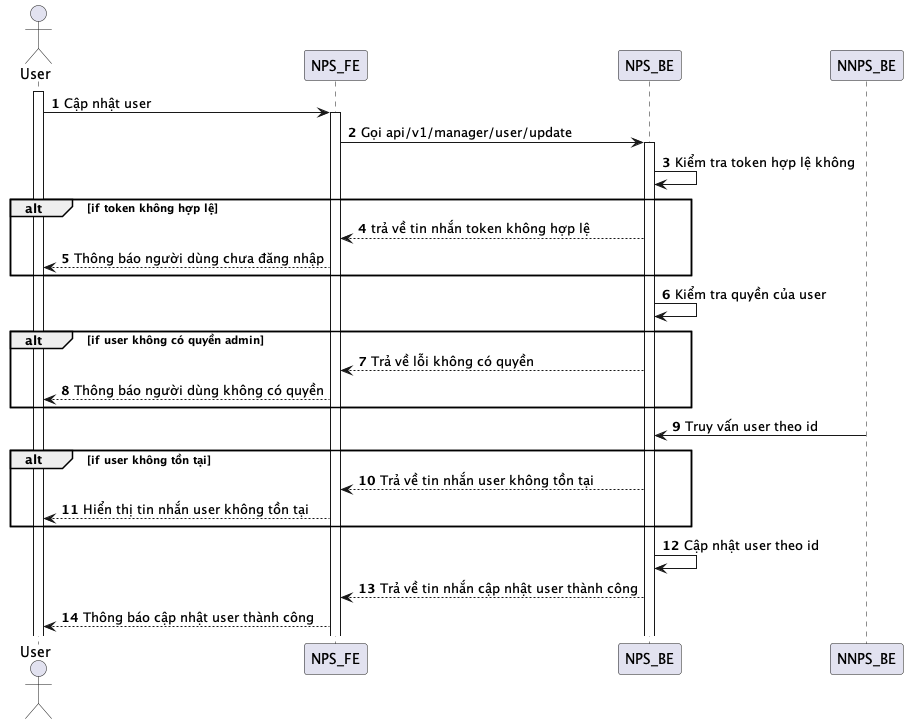 User
NPS_FE
NPS_BE
NNPS_BE
1 Cập nhật user
2 Gọi api/v1/manager/user/update
3 Kiểm tra token hợp lệ không
alt [if token không hợp lệ]
4 trả về tin nhắn token không hợp lệ
5 Thông báo người dùng chưa đăng nhập
6 Kiểm tra quyền của user
alt [if user không có quyền admin]
7 Trả về lỗi không có quyền
8 Thông báo người dùng không có quyền
9 Truy vấn user theo id
alt [if user không tồn tại]
10 Trả về tin nhắn user không tồn tại
11 Hiển thị tin nhắn user không tồn tại
12 Cập nhật user theo id
13 Trả về tin nhắn cập nhật user thành công
14 Thông báo cập nhật user thành công
User
NPS_FE
NPS_BE
NNPS_BE